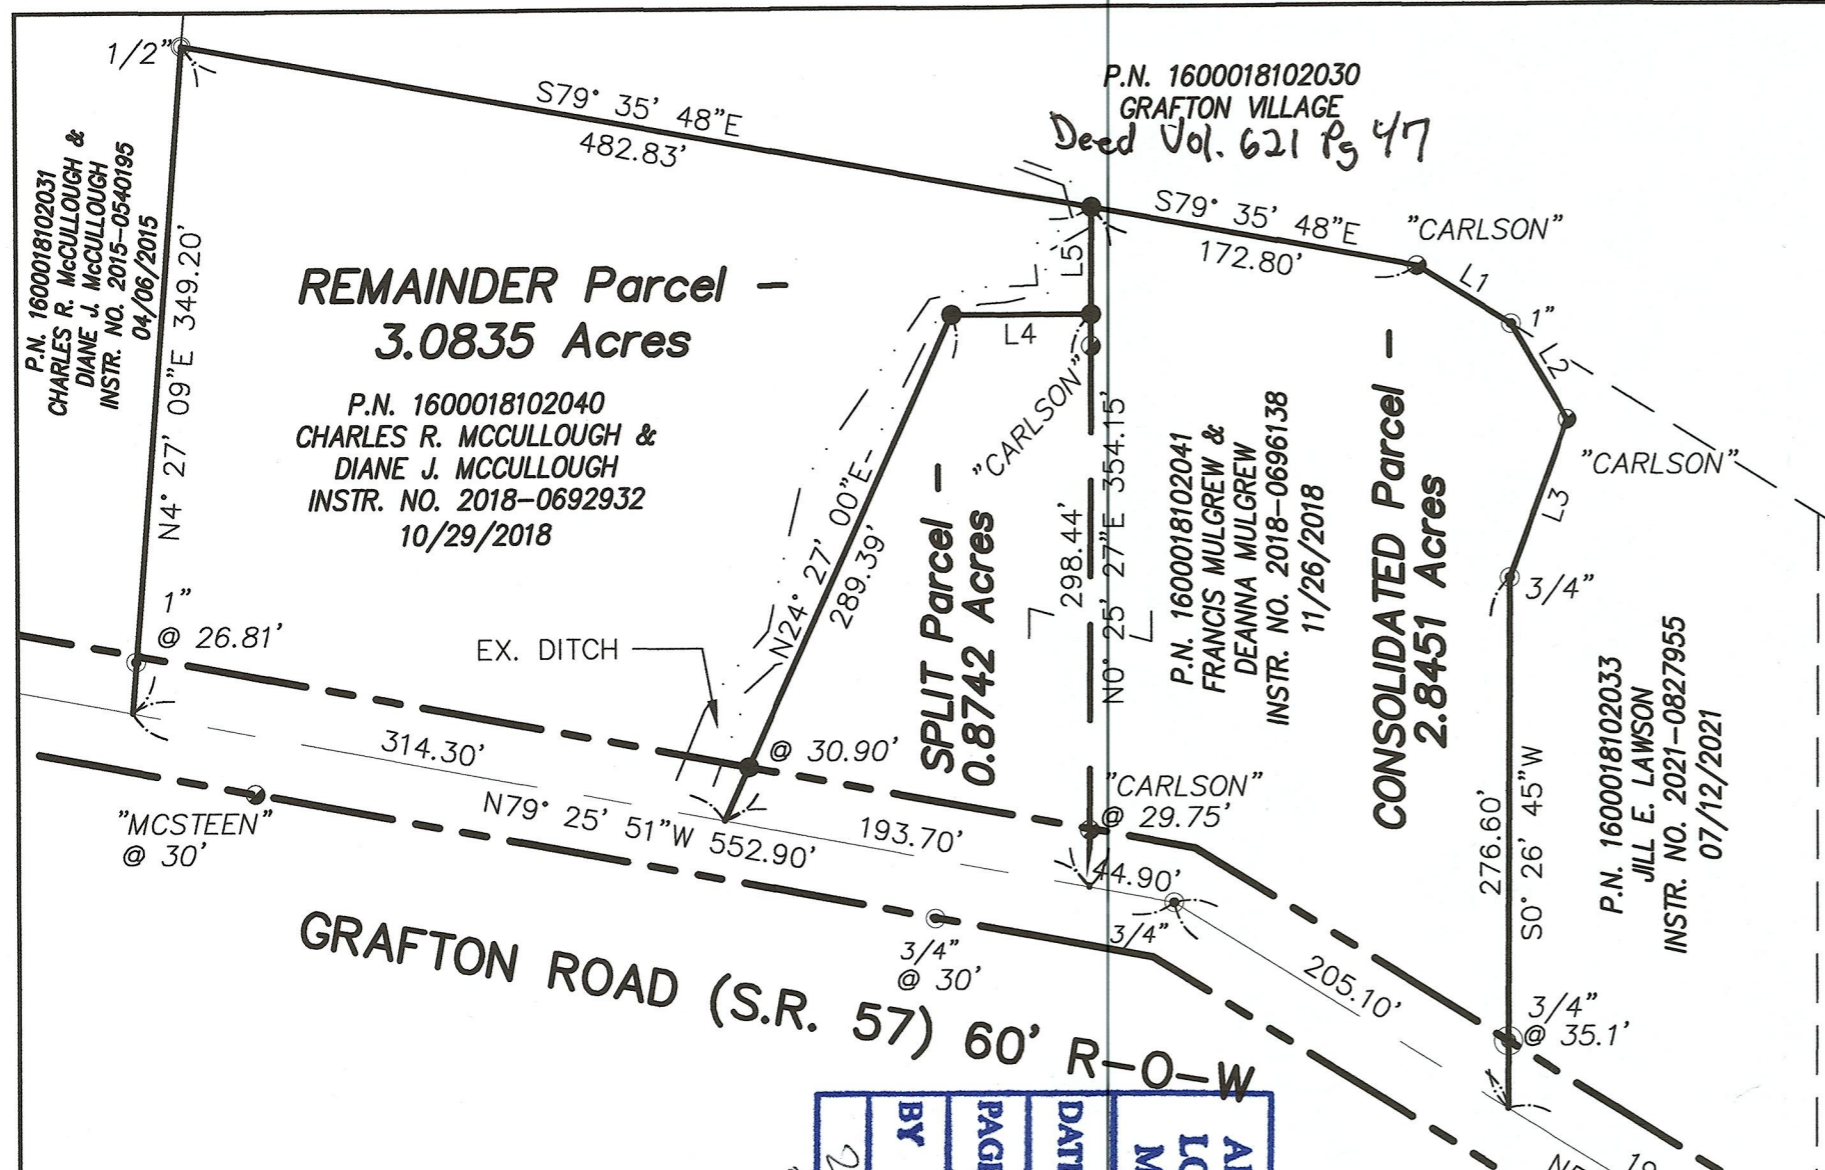 1/2"
S79° 35' 48"E
482.83'
P.N. 1600018102030
GRAFTON VILLAGE
Deed Vol. 621 Pg 47
S79° 35' 48"E
172.80'
"CARLSON"
L1
1"
L2
"CARLSON"
L3
3/4"
L5
L4
"CARLSON"
P.N. 1600018102031
CHARLES R. McCULLOUGH &
DIANE J. McCULLOUGH
INSTR. NO. 2015-0540195
04/06/2015
N4° 27' 09"E 349.20'
REMAINDER Parcel -
3.0835 Acres
P.N. 1600018102040
CHARLES R. MCCULLOUGH &
DIANE J. MCCULLOUGH
INSTR. NO. 2018-0692932
10/29/2018
N24° 27' 00"E
289.39'
SPLIT Parcel -
0.8742 Acres
298.44'
N0° 25' 27"E 354.15'
P.N. 1600018102041
FRANCIS MULGREW &
DEANNA MULGREW
INSTR. NO. 2018-0696138
11/26/2018
CONSOLIDATED Parcel -
2.8451 Acres
276.60'
S0° 26' 45"W
P.N. 1600018102033
JILL E. LAWSON
INSTR. NO. 2021-0827955
07/12/2021
1"
@ 26.81'
EX. DITCH
@ 30.90'
"CARLSON"
@ 29.75'
314.30'
N79° 25' 51"W 552.90'
193.70'
44.90'
3/4"
"MCSTEEN"
@ 30'
3/4"
@ 30'
205.10'
3/4"
@ 35.1'
GRAFTON ROAD (S.R. 57) 60' R-O-W
DAT
PAG
BY